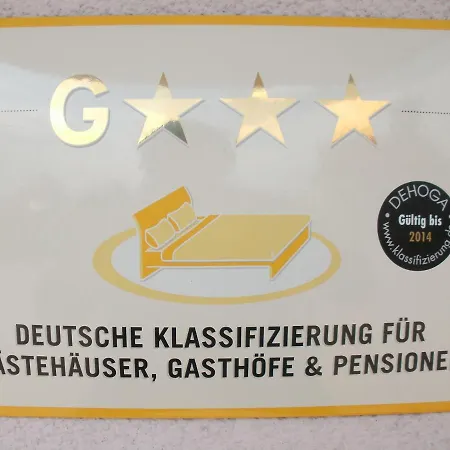 G
DEHOGA
Gültig bis
2014
www.klassifizierung.de
DEUTSCHE KLASSIFIZIERUNG FÜR
ÄSTEHÄUSER, GASTHÖFE & PENSIONE